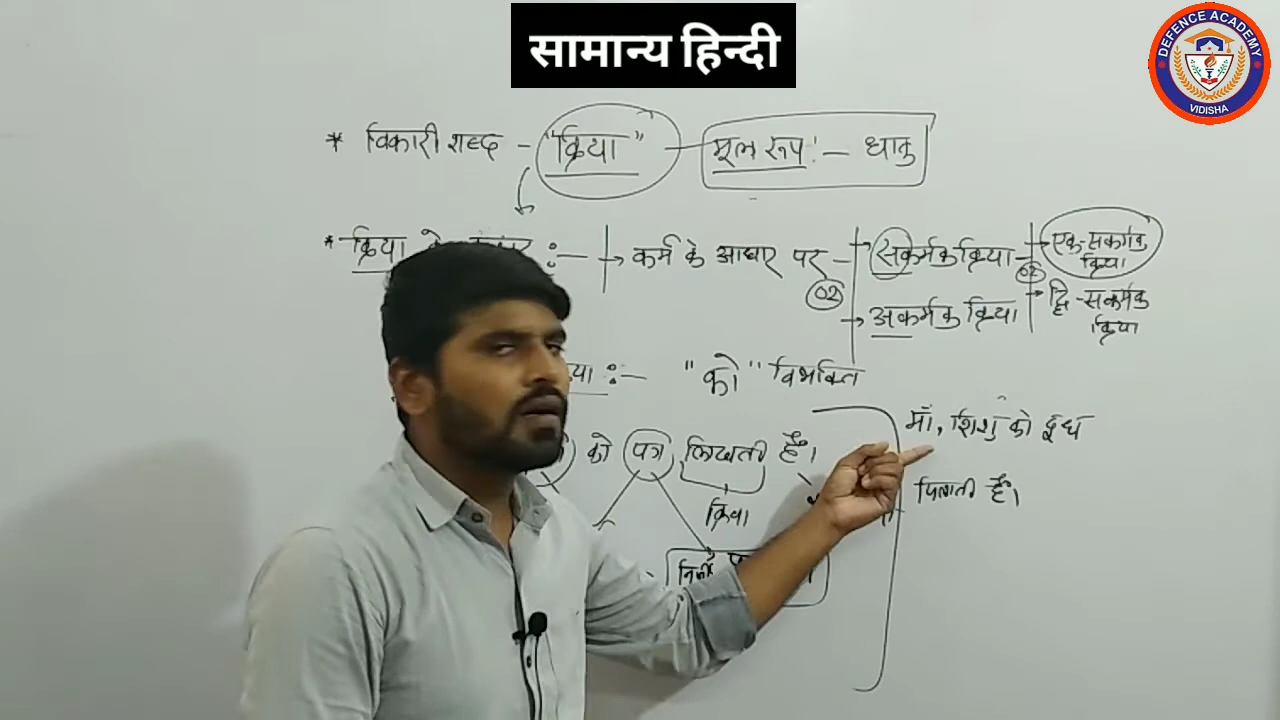 सामान्य हिन्दी
DEFENCE ACADEMY
VIDISHA
* विकारी शब्द - "क्रिया" - मूल रूप :- धातु
* क्रिया :- → कर्म के आधार पर - 02
→ सकर्मक क्रिया - 02
→ अकर्मक क्रिया
→ एक-सकर्मक क्रिया
→ द्वि-सकर्मक क्रिया
:- "को" विभक्ति
को पत्र लिखती हैं।
क्रिया
माँ, शिशु को दूध
पिलाती हैं।